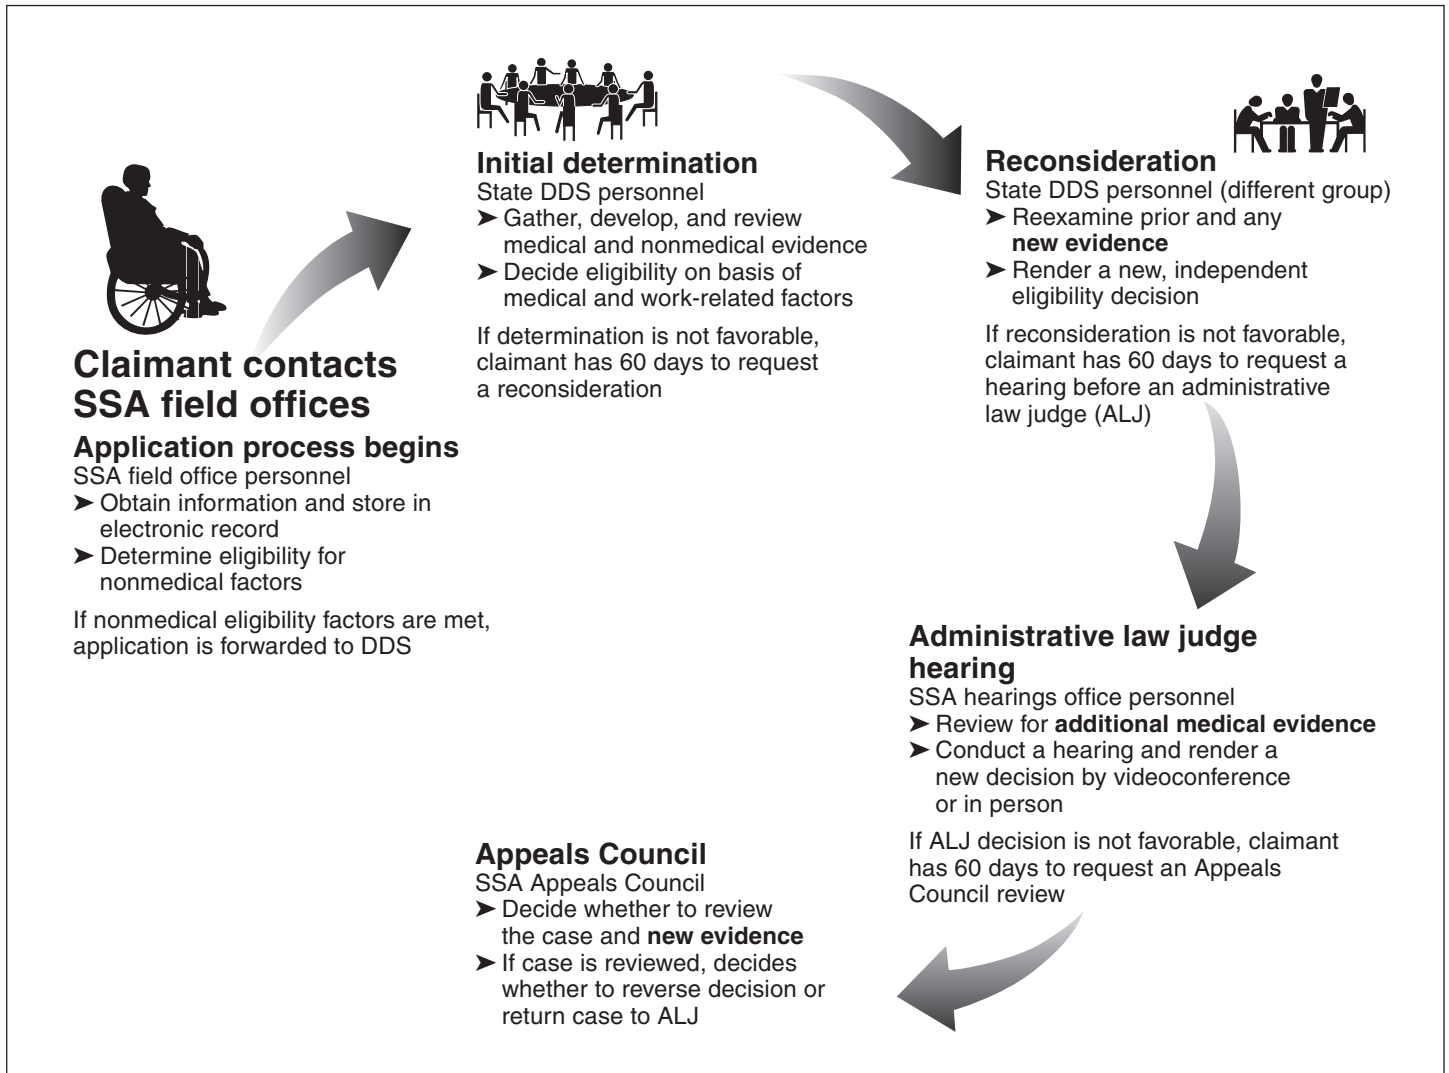 Claimant contacts
SSA field offices
Application process begins
SSA field office personnel
➤ Obtain information and store in
electronic record
➤ Determine eligibility for
nonmedical factors
If nonmedical eligibility factors are met,
application is forwarded to DDS
Initial determination
State DDS personnel
➤ Gather, develop, and review
medical and nonmedical evidence
➤ Decide eligibility on basis of
medical and work-related factors
If determination is not favorable,
claimant has 60 days to request
a reconsideration
Reconsideration
State DDS personnel (different group)
➤ Reexamine prior and any
new evidence
➤ Render a new, independent
eligibility decision
If reconsideration is not favorable,
claimant has 60 days to request a
hearing before an administrative
law judge (ALJ)
Administrative law judge
hearing
SSA hearings office personnel
➤ Review for additional medical evidence
➤ Conduct a hearing and render a
new decision by videoconference
or in person
If ALJ decision is not favorable, claimant
has 60 days to request an Appeals
Council review
Appeals Council
SSA Appeals Council
➤ Decide whether to review
the case and new evidence
➤ If case is reviewed, decides
whether to reverse decision or
return case to ALJ